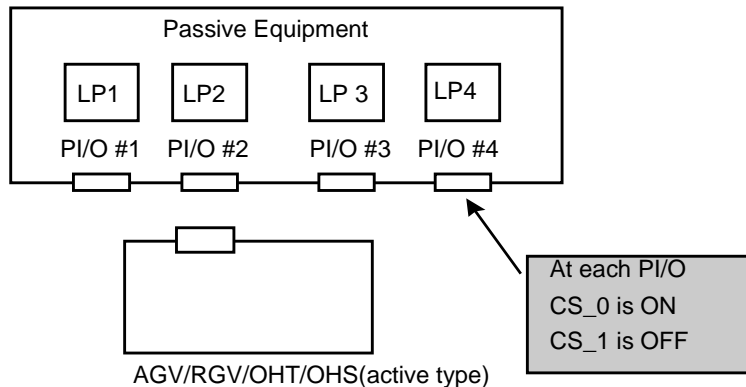 Passive Equipment
LP1 LP2 LP 3 LP4
PI/O #1 PI/O #2 PI/O #3 PI/O #4
At each PI/O
CS_0 is ON
CS_1 is OFF
AGV/RGV/OHT/OHS(active type)